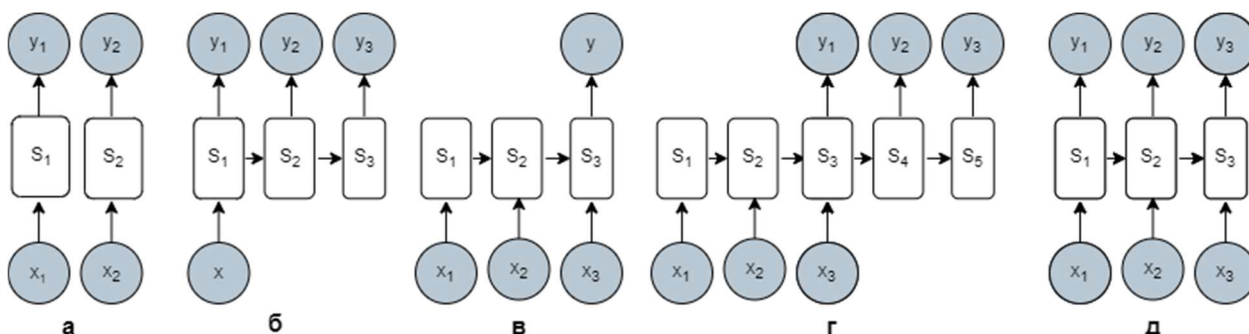 y₁ y₂ y₁ y₂ y₃ y y₁ y₂ y₃ y₁ y₂ y₃
S₁ S₂ S₁ S₂ S₃ S₁ S₂ S₃ S₁ S₂ S₃ S₄ S₅ S₁ S₂ S₃
x₁ x₂ x x₁ x₂ x₃ x₁ x₂ x₃ x₁ x₂ x₃
а б в г д